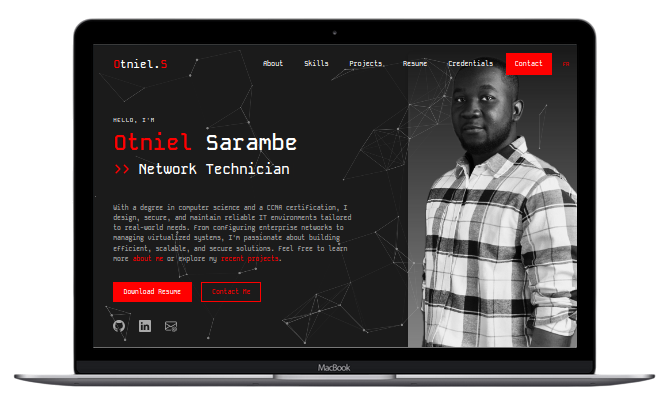 Otniel.S
About Skills Projects Resume Credentials Contact
HELLO, I'M
Otniel Sarambe
>> Network Technician
With a degree in computer science and a CCNA certification, I
design, secure, and maintain reliable IT environments tailored
to real-world needs. From configuring enterprise networks to
managing virtualized systems, I'm passionate about building
efficient, scalable, and secure solutions. Feel free to learn
more about me or explore my recent projects.
Download Resume Contact Me
MacBook